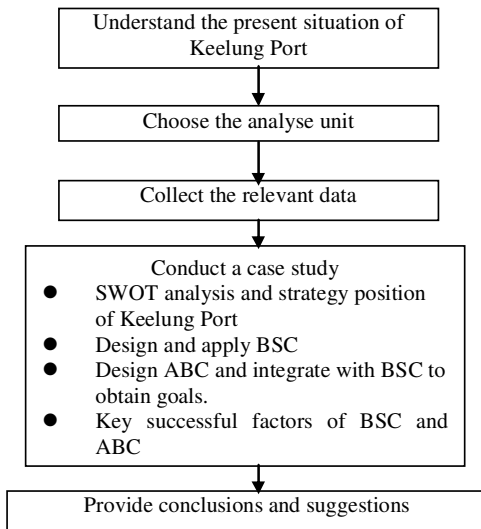 Understand the present situation of
Keelung Port
Choose the analyse unit
Collect the relevant data
Conduct a case study
● SWOT analysis and strategy position
of Keelung Port
● Design and apply BSC
● Design ABC and integrate with BSC to
obtain goals.
● Key successful factors of BSC and
ABC
Provide conclusions and suggestions